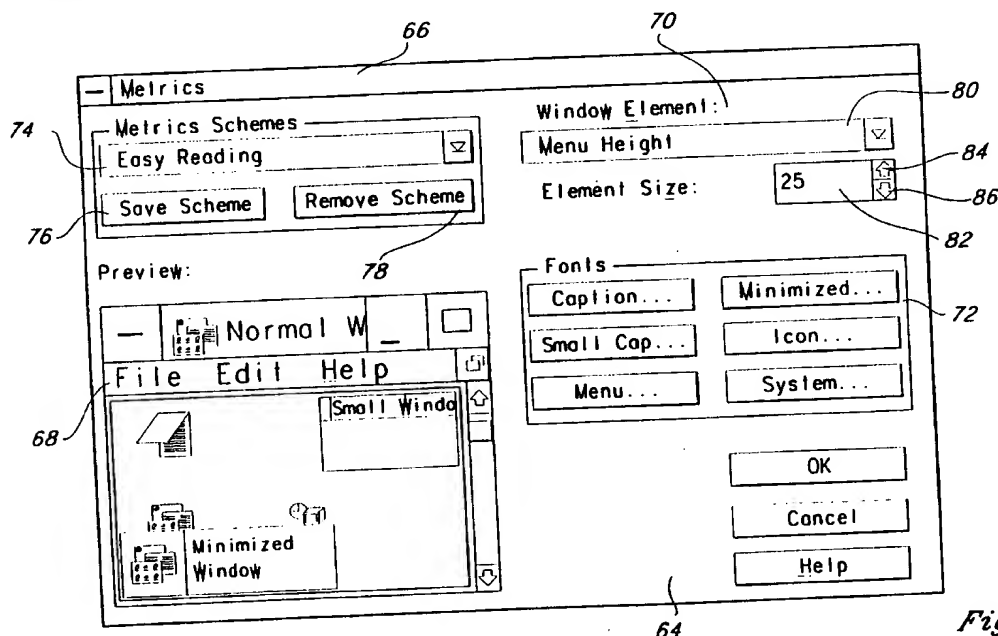 66
70
Metrics
Metrics Schemes
74
Easy Reading
Save Scheme
Remove Scheme
76
78
Window Element:
80
Menu Height
84
Element Size:
25
86
82
Preview:
Normal W
File Edit Help
68
Small Windo
Minimized
Window
Fonts
Caption...
Minimized...
72
Small Cap...
Icon...
Menu...
System...
OK
Cancel
Help
64